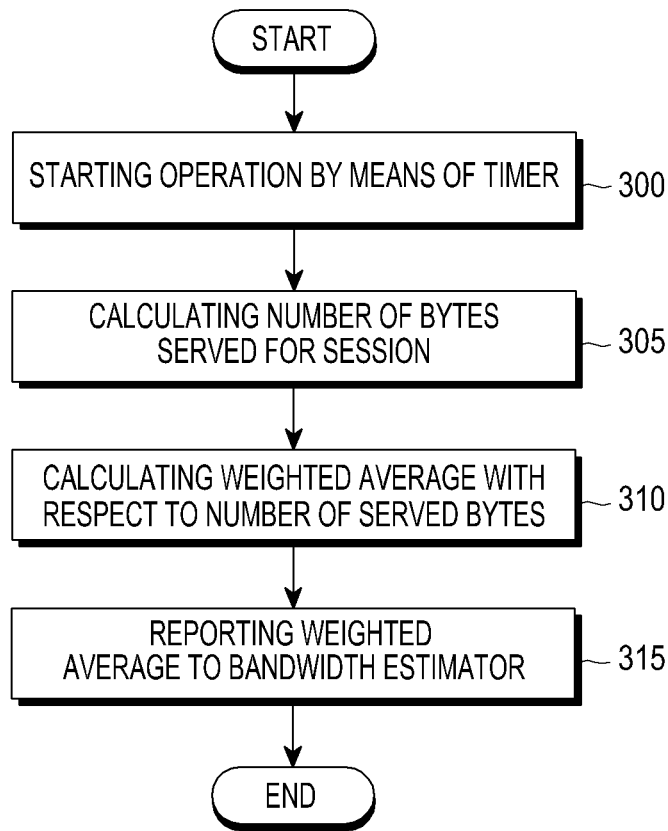 START
STARTING OPERATION BY MEANS OF TIMER
300
CALCULATING NUMBER OF BYTES
SERVED FOR SESSION
305
CALCULATING WEIGHTED AVERAGE WITH
RESPECT TO NUMBER OF SERVED BYTES
310
REPORTING WEIGHTED
AVERAGE TO BANDWIDTH ESTIMATOR
315
END